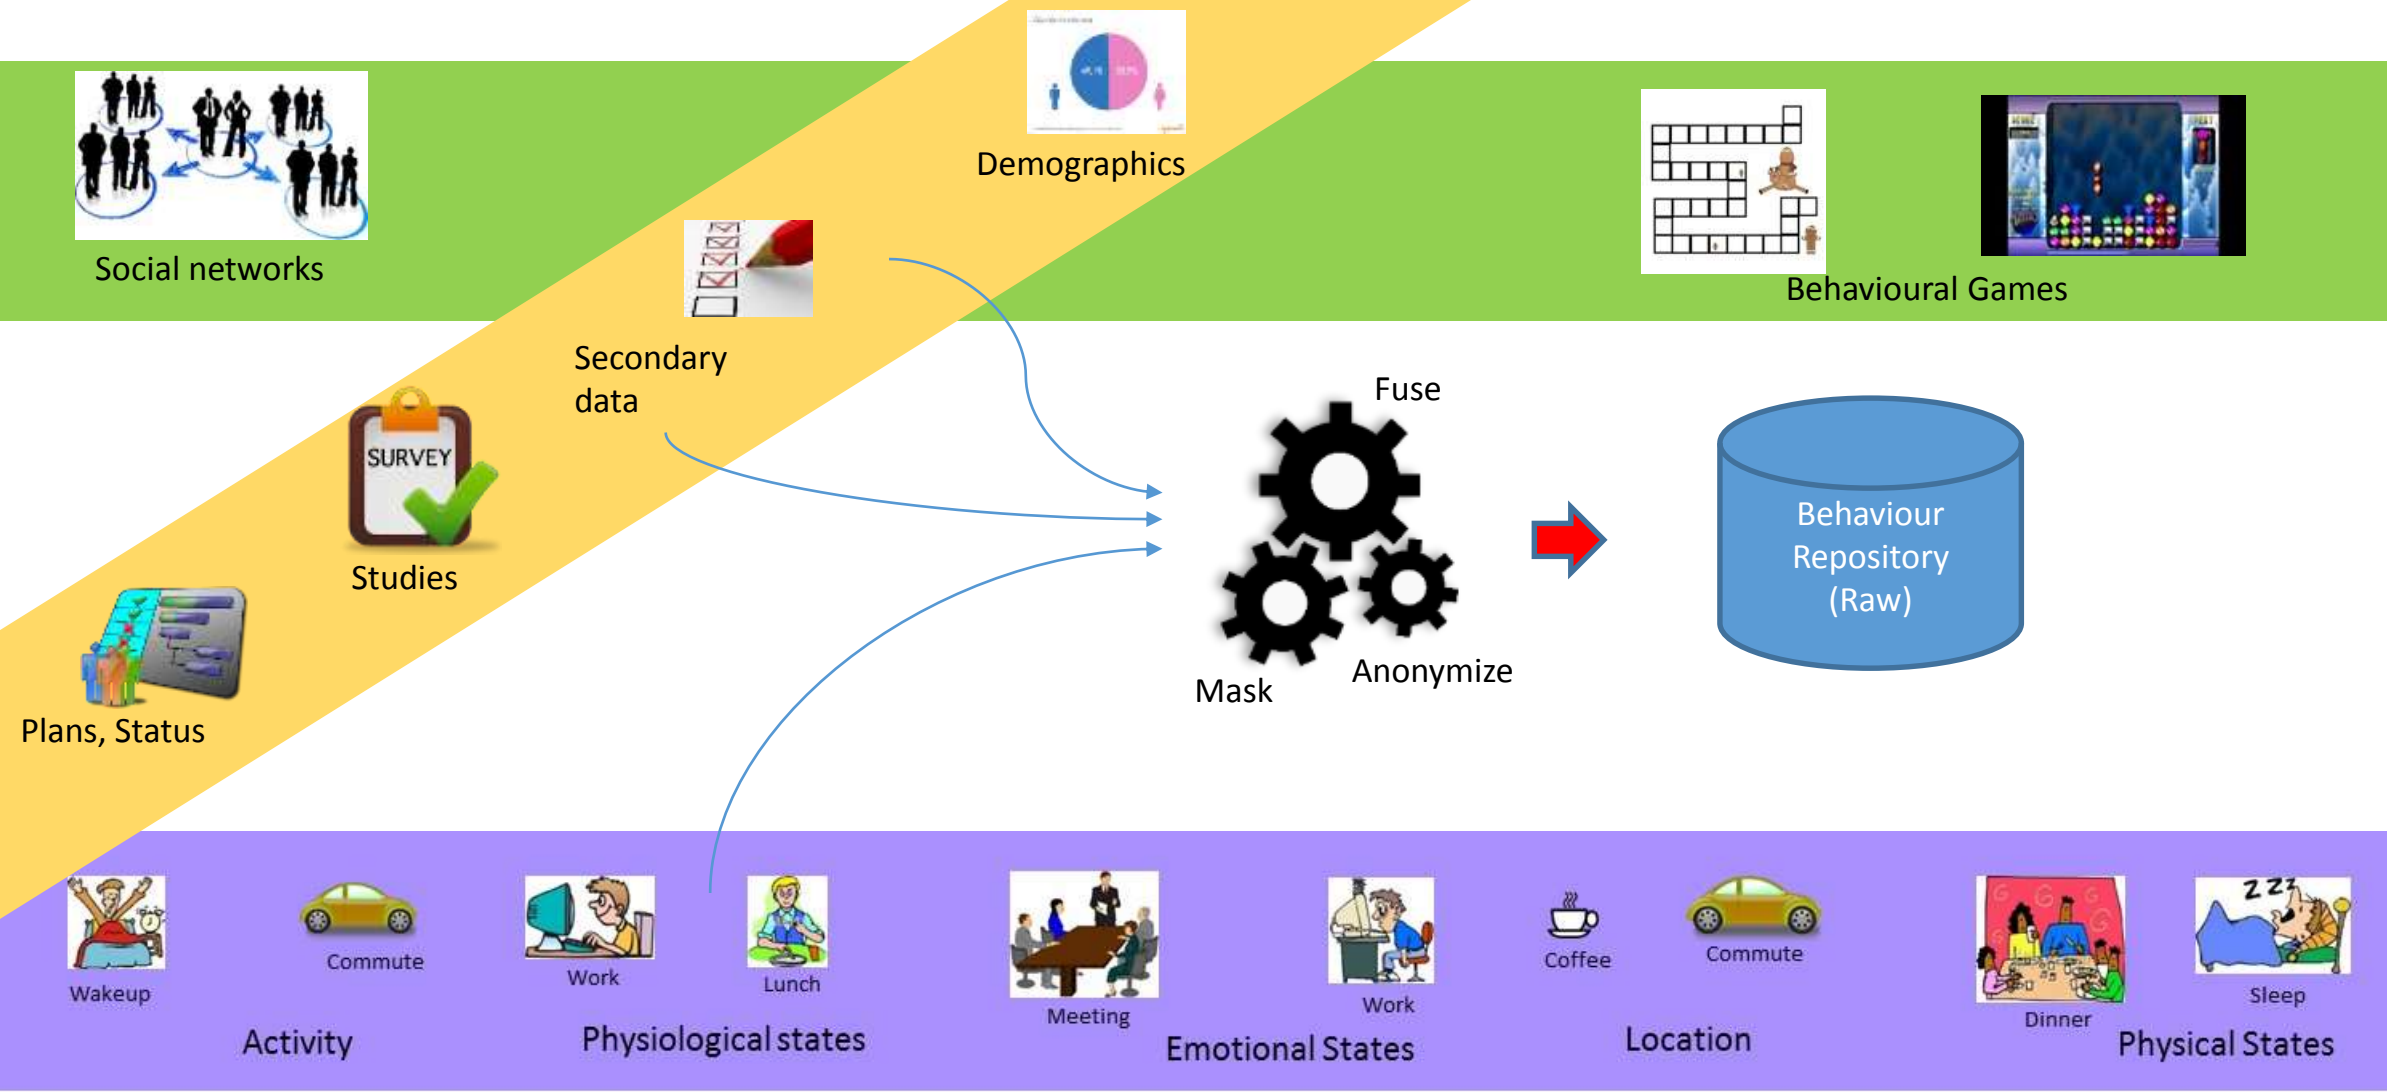 Demographics
Social networks
Behavioural Games
Secondary
data
Fuse
SURVEY
Studies
Behaviour
Repository
(Raw)
Mask
Anonymize
Plans, Status
z z z
Wakeup
Commute
Work
Lunch
Meeting
Work
Coffee
Commute
Dinner
Sleep
Activity
Physiological states
Emotional States
Location
Physical States